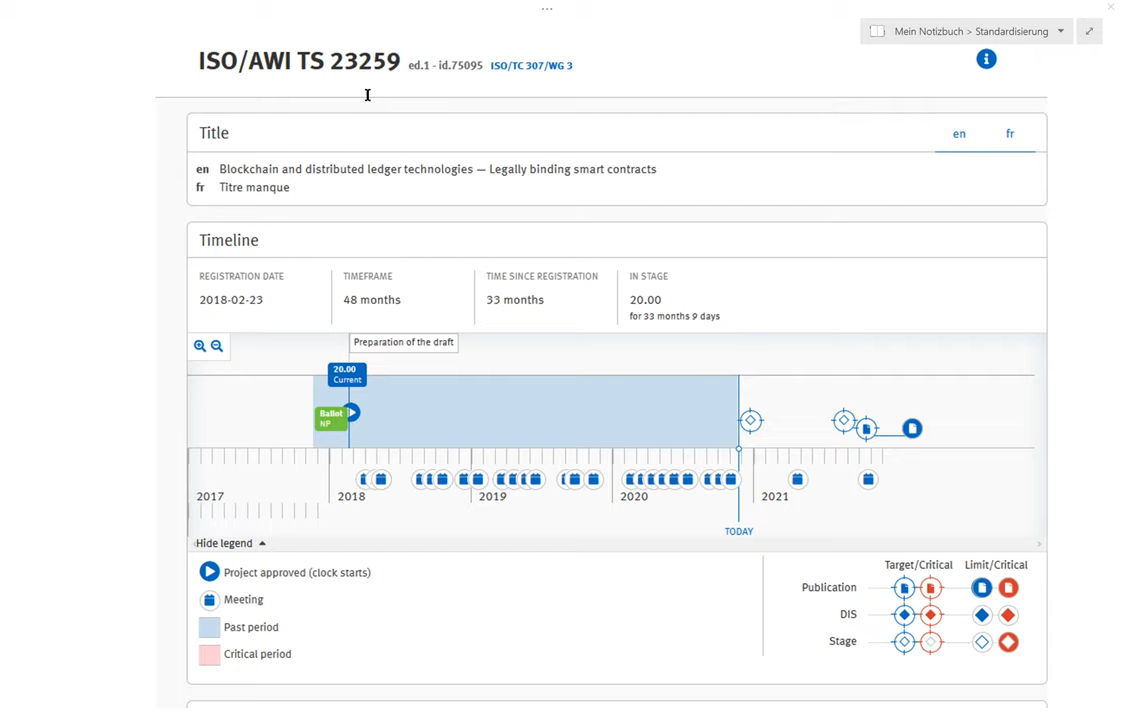 ...
Mein Notizbuch > Standardisierung
ISO/AWI TS 23259 ed.1 - id.75095 ISO/TC 307/WG 3
Title
en fr
en Blockchain and distributed ledger technologies — Legally binding smart contracts
fr Titre manque
Timeline
REGISTRATION DATE TIMEFRAME TIME SINCE REGISTRATION IN STAGE
2018-02-23 48 months 33 months 20.00
for 33 months 9 days
Preparation of the draft
20.00
Current
Ballot
NP
2017 2018 2019 2020 2021
TODAY
Hide legend
Project approved (clock starts)
Meeting
Past period
Critical period
Target/Critical Limit/Critical
Publication
DIS
Stage